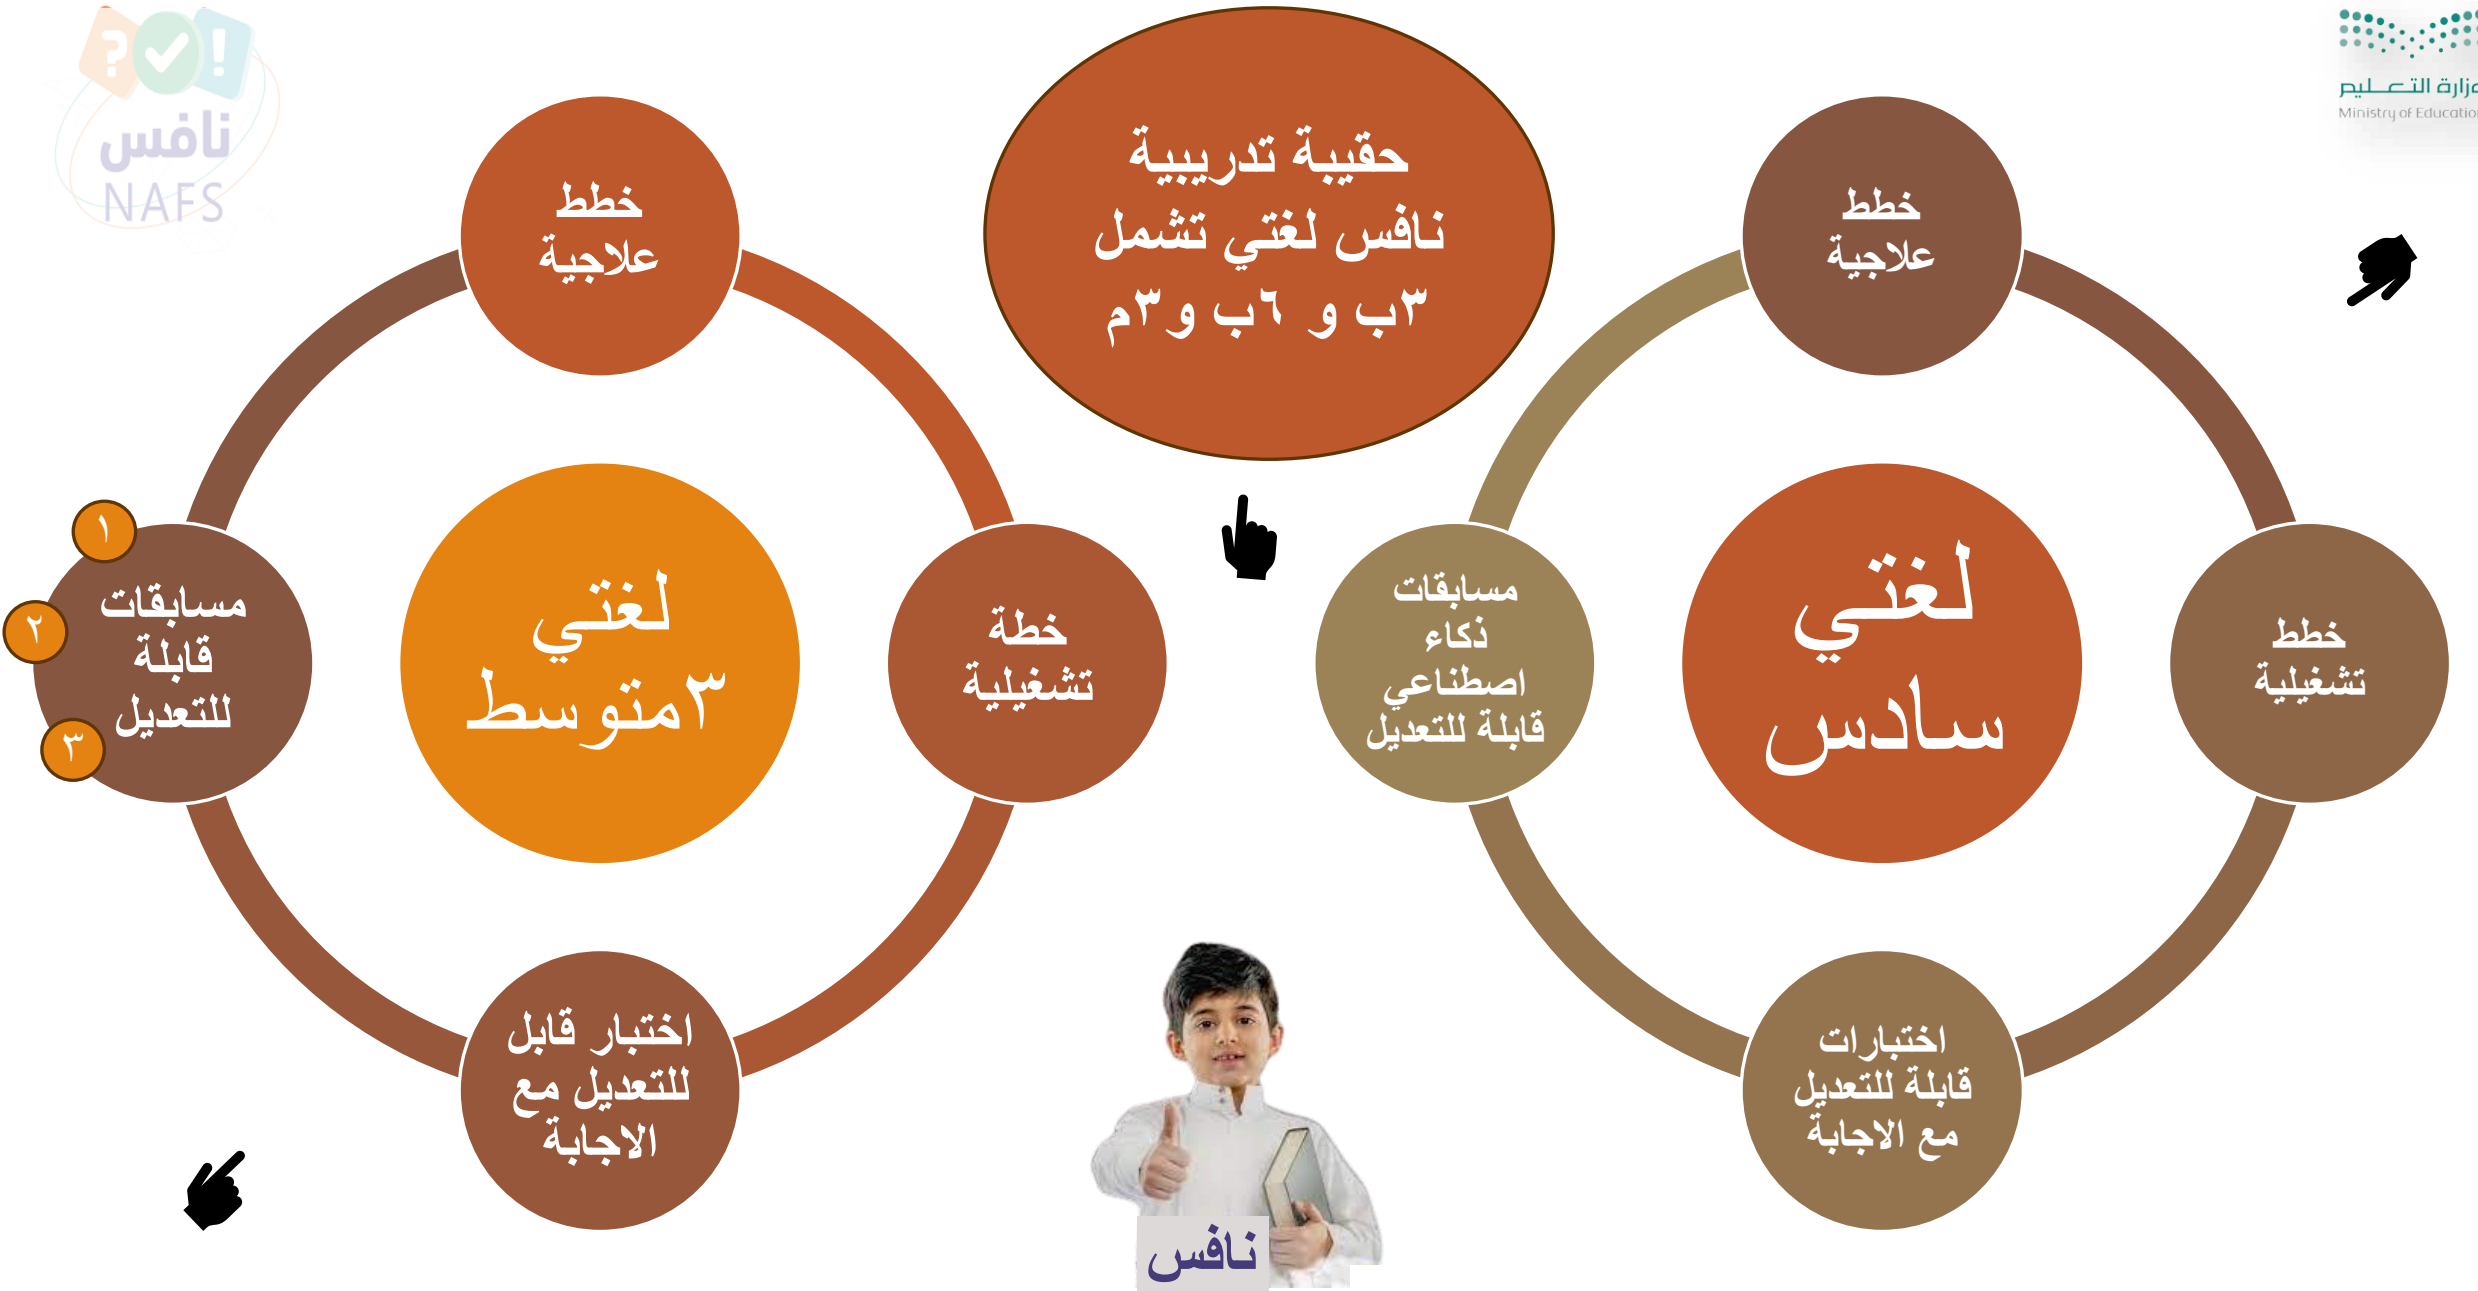 وزارة التعليم
Ministry of Education
نافس
NAFS
حقيبة تدريبية
نافس لغتي تشمل
٣ب و ٦ب و٣م
لغتي
سادس
خطط
علاجية
خطط
تشغيلية
اختبارات
قابلة للتعديل
مع الاجابة
مسابقات
ذكاء
اصطناعي
قابلة للتعديل
لغتي
٣متوسط
خطط
علاجية
خطة
تشغيلية
اختبار قابل
للتعديل مع
الاجابة
مسابقات
قابلة
للتعديل
١
٢
٣
نافس